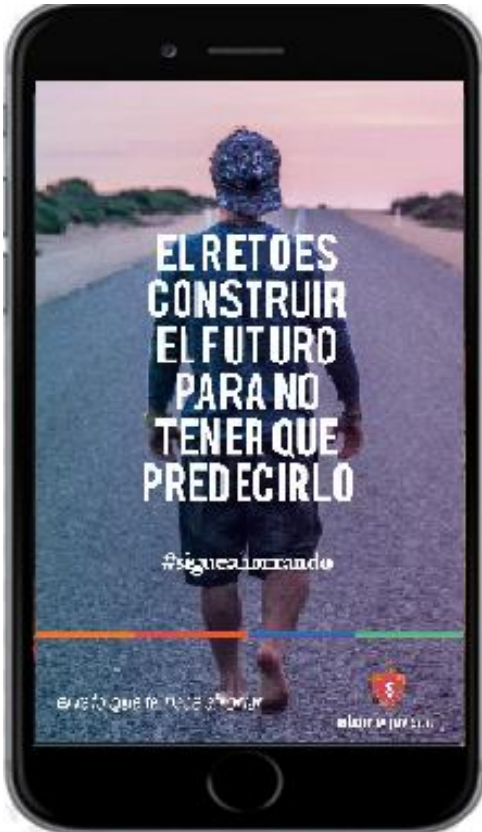 EL RETO ES
CONSTRUIR
EL FUTURO
PARA NO
TENER QUE
PREDECIRLO
#sigueahorrando